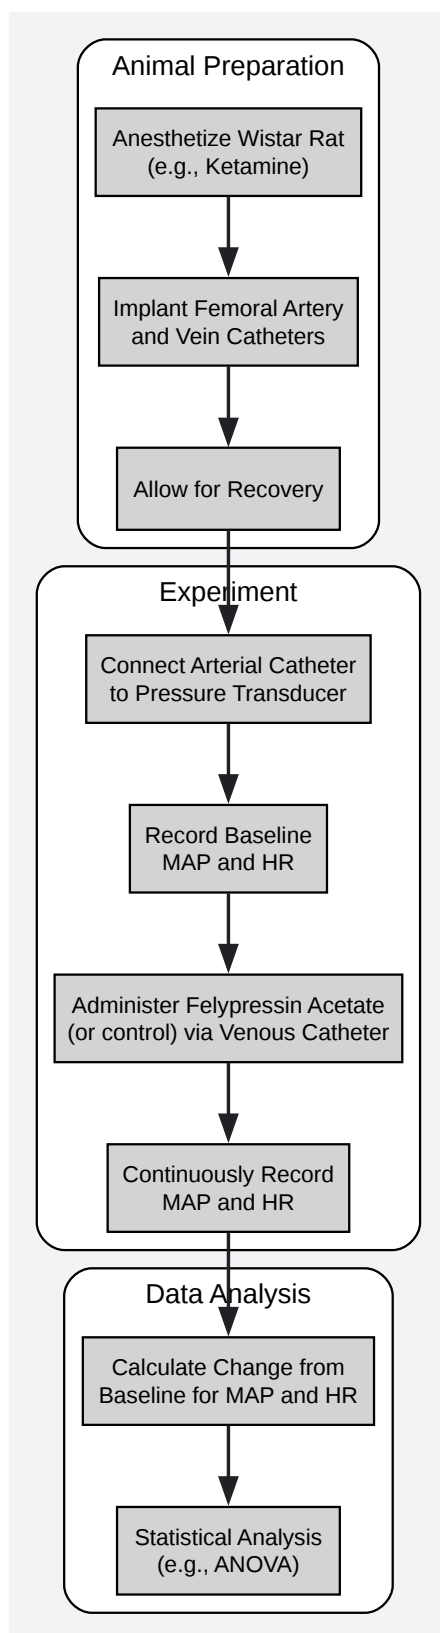 Animal Preparation
Anesthetize Wistar Rat
(e.g., Ketamine)
Implant Femoral Artery
and Vein Catheters
Allow for Recovery
Experiment
Connect Arterial Catheter
to Pressure Transducer
Record Baseline
MAP and HR
Administer Felypressin Acetate
(or control) via Venous Catheter
Continuously Record
MAP and HR
Data Analysis
Calculate Change from
Baseline for MAP and HR
Statistical Analysis
(e.g., ANOVA)